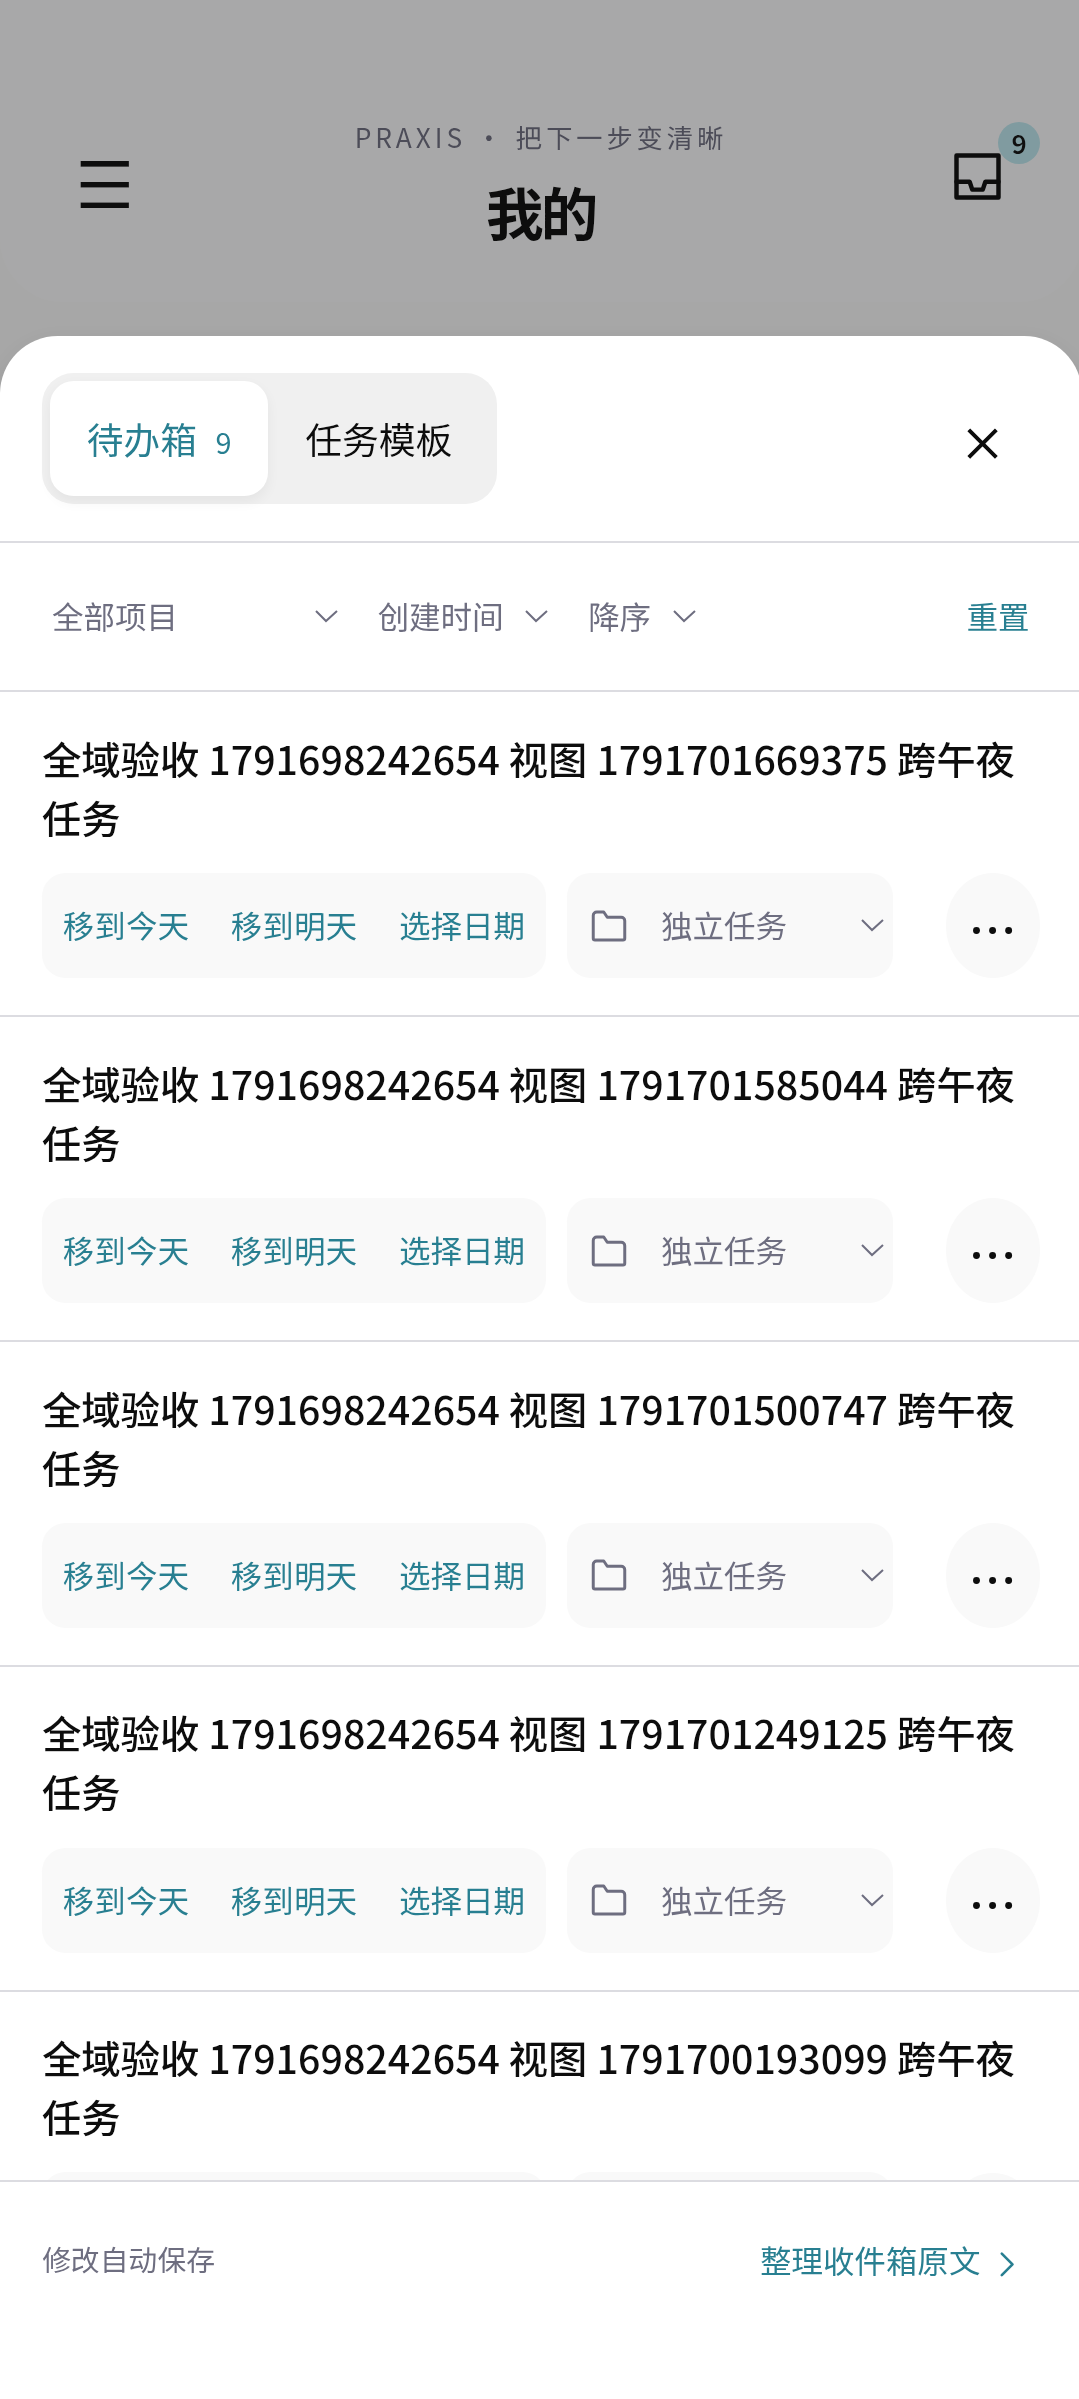 PRAXIS • 把下一步变清晰
我的
9
待办箱 9
任务模板
全部项目
创建时间
降序
重置
全域验收 1791698242654 视图 1791701669375 跨午夜
任务
移到今天 移到明天 选择日期 独立任务
全域验收 1791698242654 视图 1791701585044 跨午夜
任务
移到今天 移到明天 选择日期 独立任务
全域验收 1791698242654 视图 1791701500747 跨午夜
任务
移到今天 移到明天 选择日期 独立任务
全域验收 1791698242654 视图 1791701249125 跨午夜
任务
移到今天 移到明天 选择日期 独立任务
全域验收 1791698242654 视图 1791700193099 跨午夜
任务
修改自动保存
整理收件箱原文